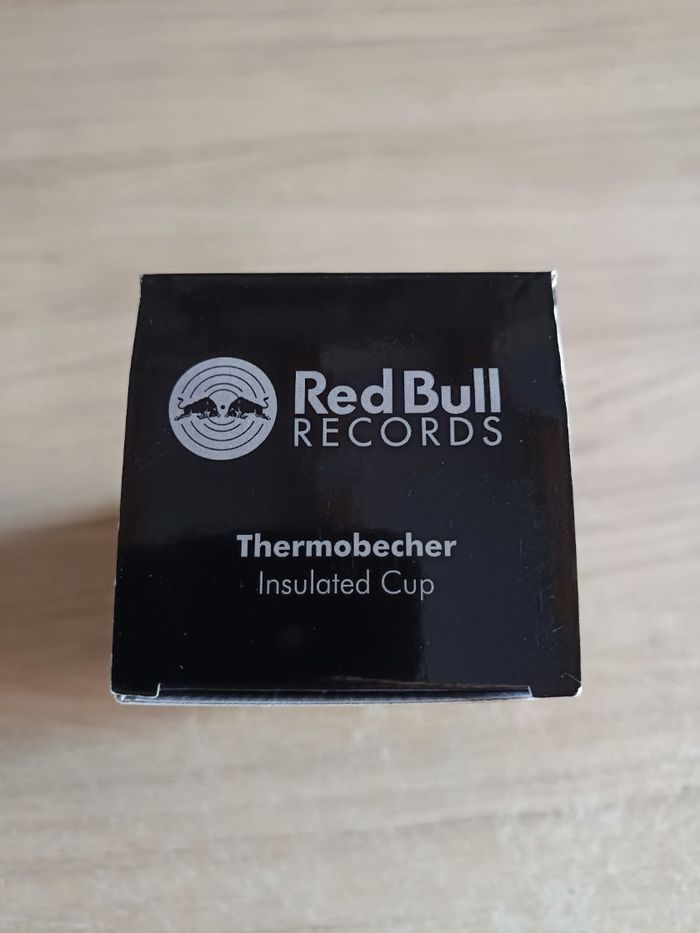 Red Bull
RECORDS
Thermobecher
Insulated Cup